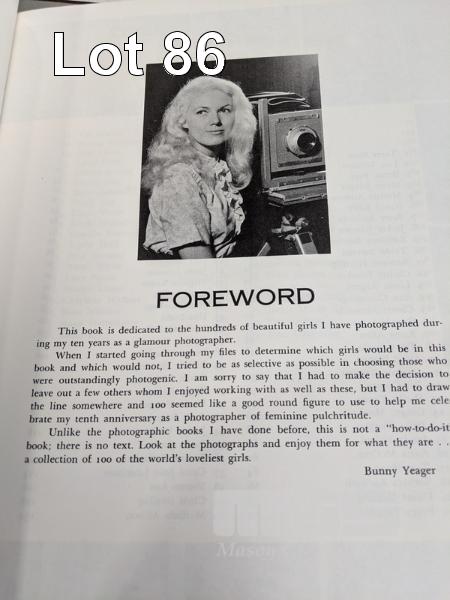 Lot 86
FOREWORD
This book is dedicated to the hundreds of beautiful girls I have photographed dur-
ing my ten years as a glamour photographer.
When I started going through my files to determine which girls would be in this
book and which would not, I tried to be as selective as possible in choosing those who
were outstandingly photogenic. I am sorry to say that I had to make the decision to
leave out a few others whom I enjoyed working with as well as these, but I had to draw
the line somewhere and 100 seemed like a good round figure to use to help me cele
brate my tenth anniversary as a photographer of feminine pulchritude.
Unlike the photographic books I have done before, this is not a "how-to-do-it
book; there is no text. Look at the photographs and enjoy them for what they are . .
a collection of 100 of the world's loveliest girls.
Bunny Yeager
Mason